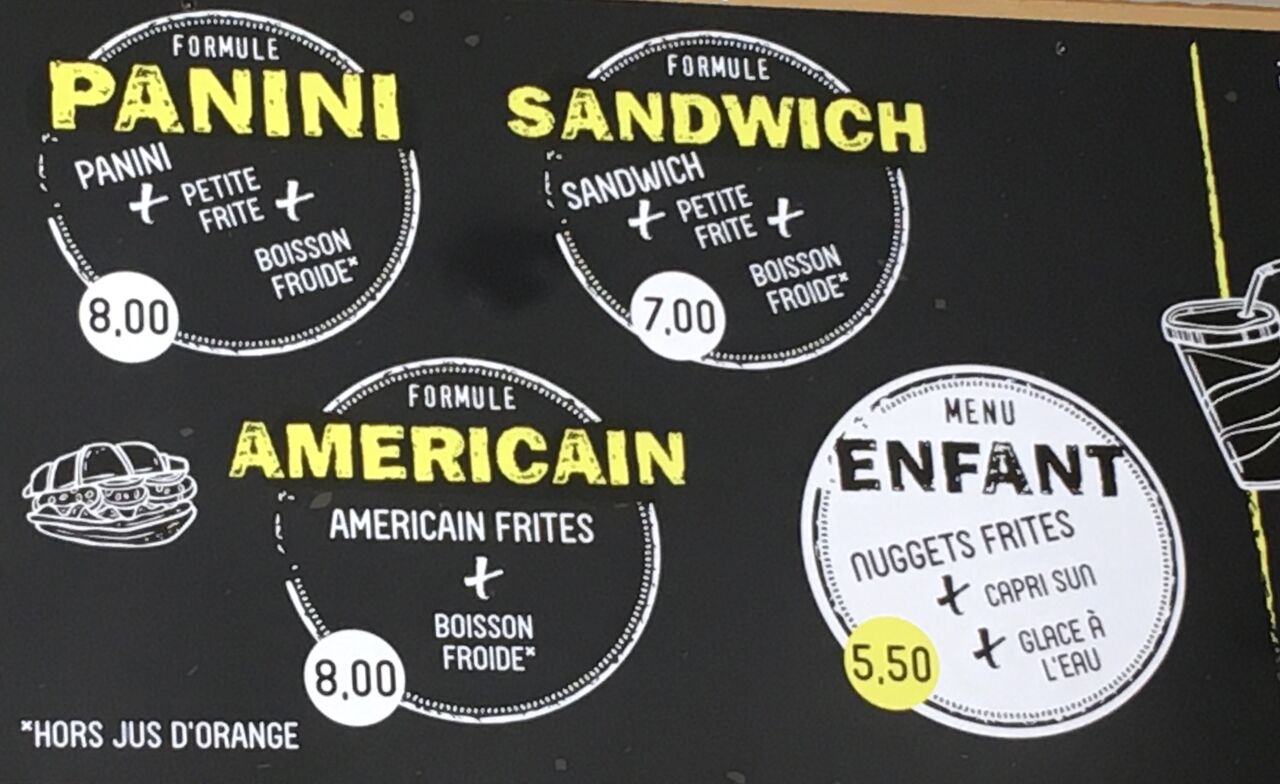 FORMULE
PANINI
PANINI
+ PETITE
FRITE +
BOISSON
FROIDE*
8,00
FORMULE
SANDWICH
SANDWICH
+ PETITE
FRITE +
BOISSON
FROIDE*
7,00
FORMULE
AMERICAIN
AMERICAIN FRITES
+
BOISSON
FROIDE*
8,00
MENU
ENFANT
NUGGETS FRITES
+ CAPRI SUN
+ GLACE À
L'EAU
5,50
*HORS JUS D'ORANGE